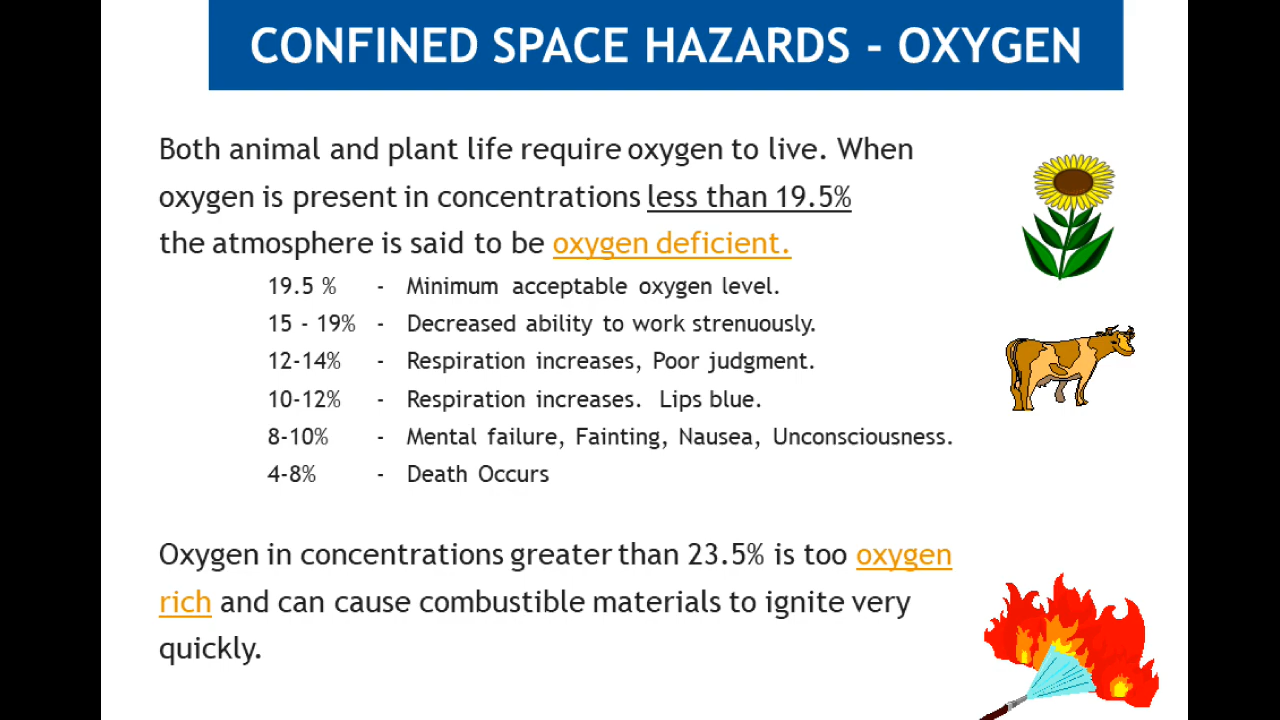 CONFINED SPACE HAZARDS - OXYGEN
Both animal and plant life require oxygen to live. When
oxygen is present in concentrations less than 19.5%
the atmosphere is said to be oxygen deficient.
19.5 % - Minimum acceptable oxygen level.
15 - 19% - Decreased ability to work strenuously.
12-14% - Respiration increases, Poor judgment.
10-12% - Respiration increases. Lips blue.
8-10% - Mental failure, Fainting, Nausea, Unconsciousness.
4-8% - Death Occurs
Oxygen in concentrations greater than 23.5% is too oxygen
rich and can cause combustible materials to ignite very
quickly.